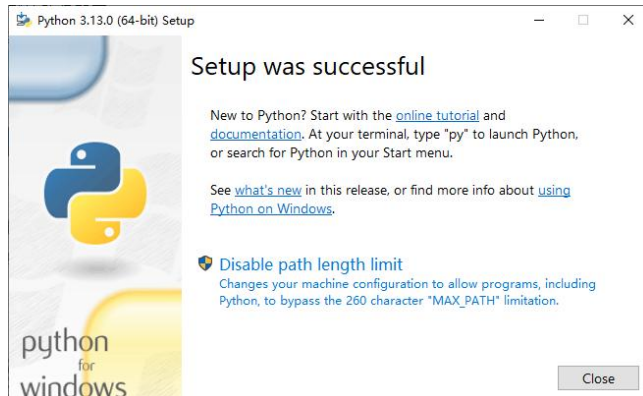 Python 3.13.0 (64-bit) Setup
Setup was successful
New to Python? Start with the online tutorial and
documentation. At your terminal, type "py" to launch Python,
or search for Python in your Start menu.
See what's new in this release, or find more info about using
Python on Windows.
Disable path length limit
Changes your machine configuration to allow programs, including
Python, to bypass the 260 character "MAX_PATH" limitation.
python
for
windows
Close